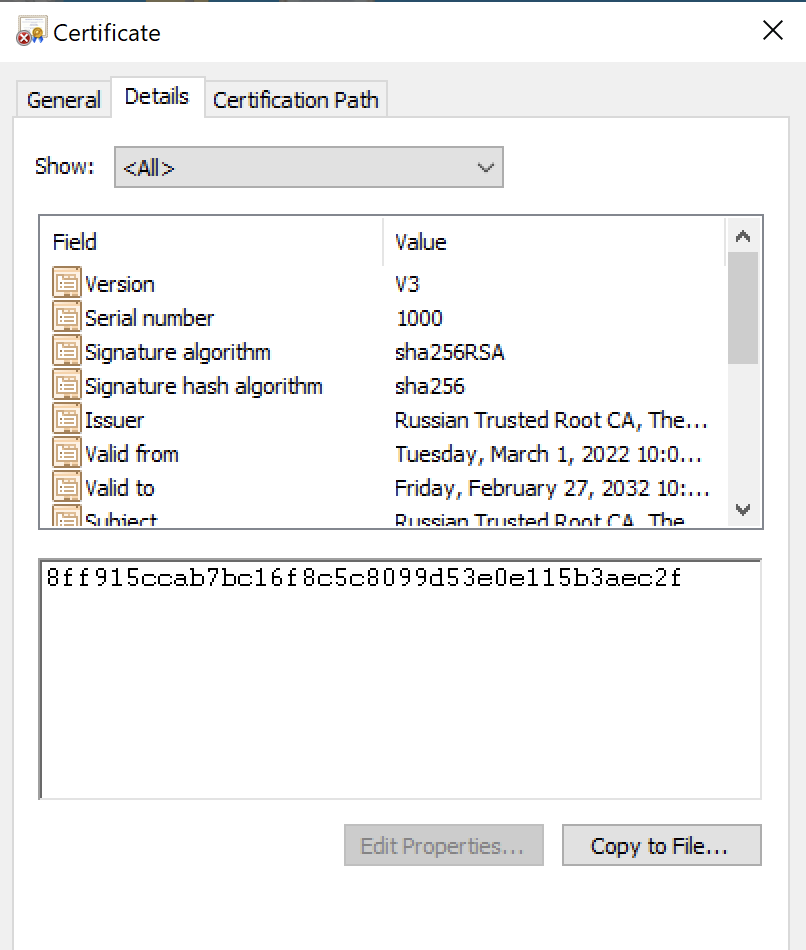 Certificate
General Details Certification Path
Show: <All>
Field Value
Version V3
Serial number 1000
Signature algorithm sha256RSA
Signature hash algorithm sha256
Issuer Russian Trusted Root CA, The...
Valid from Tuesday, March 1, 2022 10:0...
Valid to Friday, February 27, 2032 10:...
Subject Russian Trusted Root CA, The
8ff915ccab7bc16f8c5c8099d53e0e115b3aec2f
Edit Properties... Copy to File...